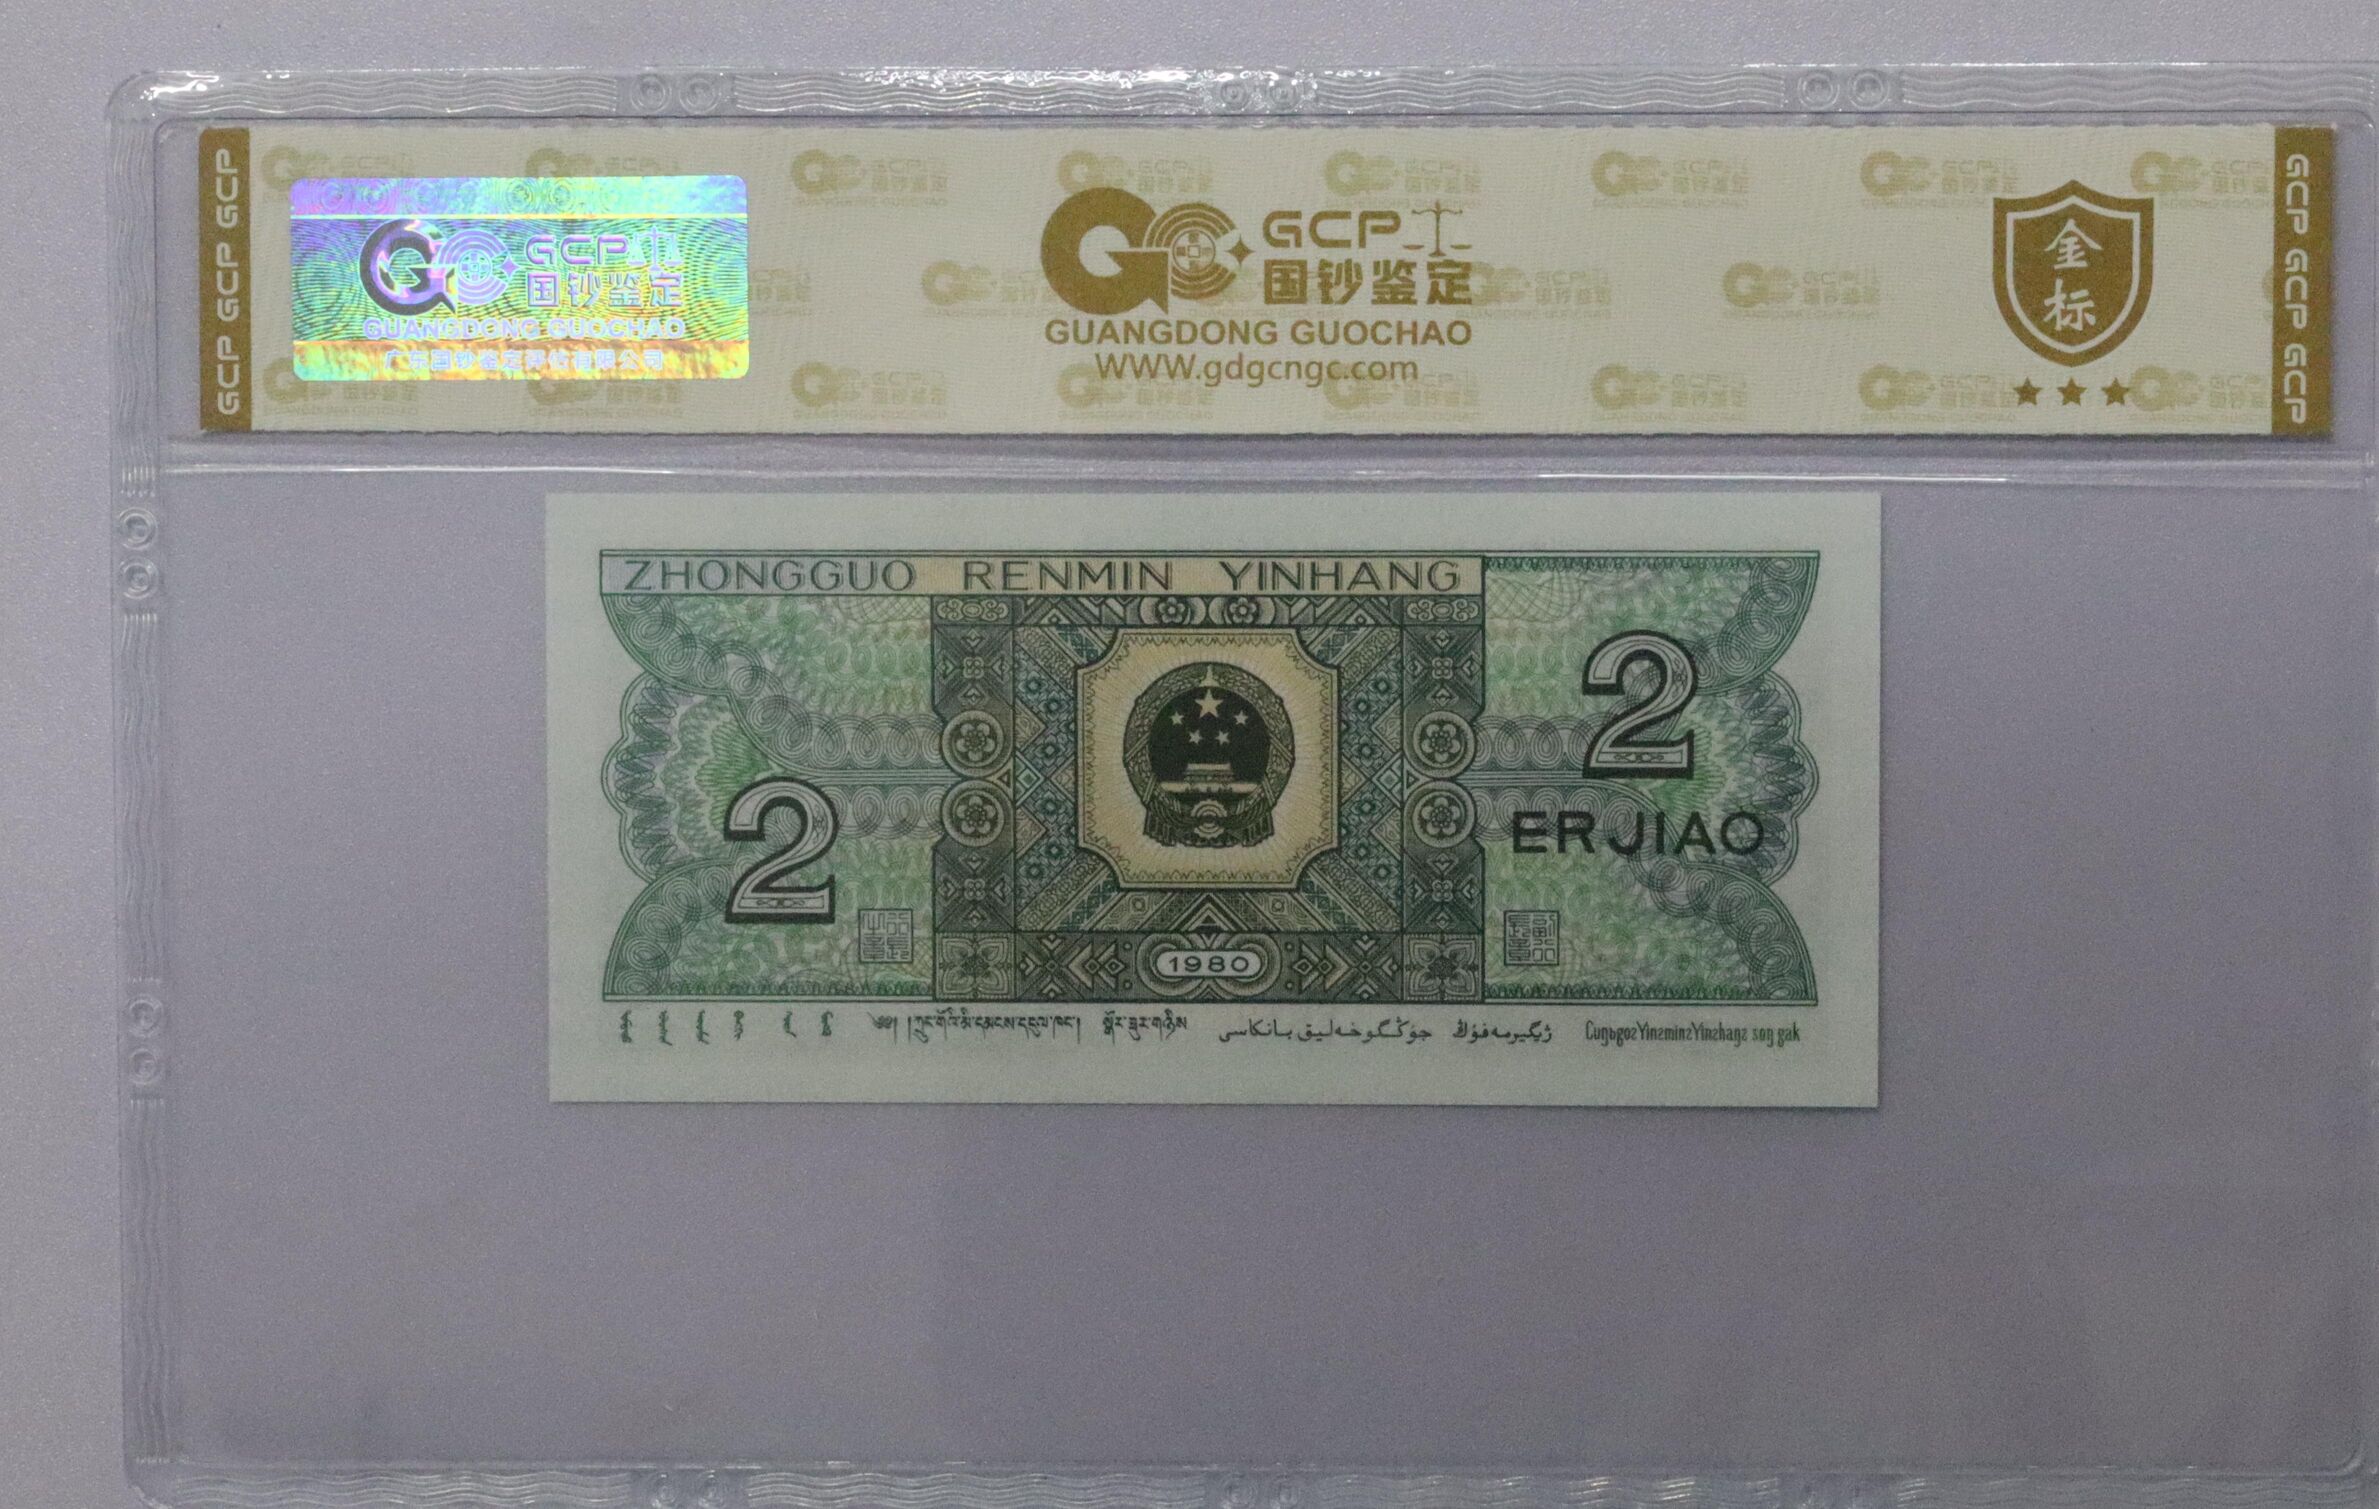 GCP GCP GCP
GCP
国钞鉴定
GUANGDONG GUOCHAO
广东国钞鉴定评估有限公司
GCP
国钞鉴定
GUANGDONG GUOCHAO
WWW.gdgcngc.com
金标
GCP GCP GCP
ZHONGGUO RENMIN YINHANG
2
2
ERJIAO
1980
جۇڭگوخەلىق بانكاسى